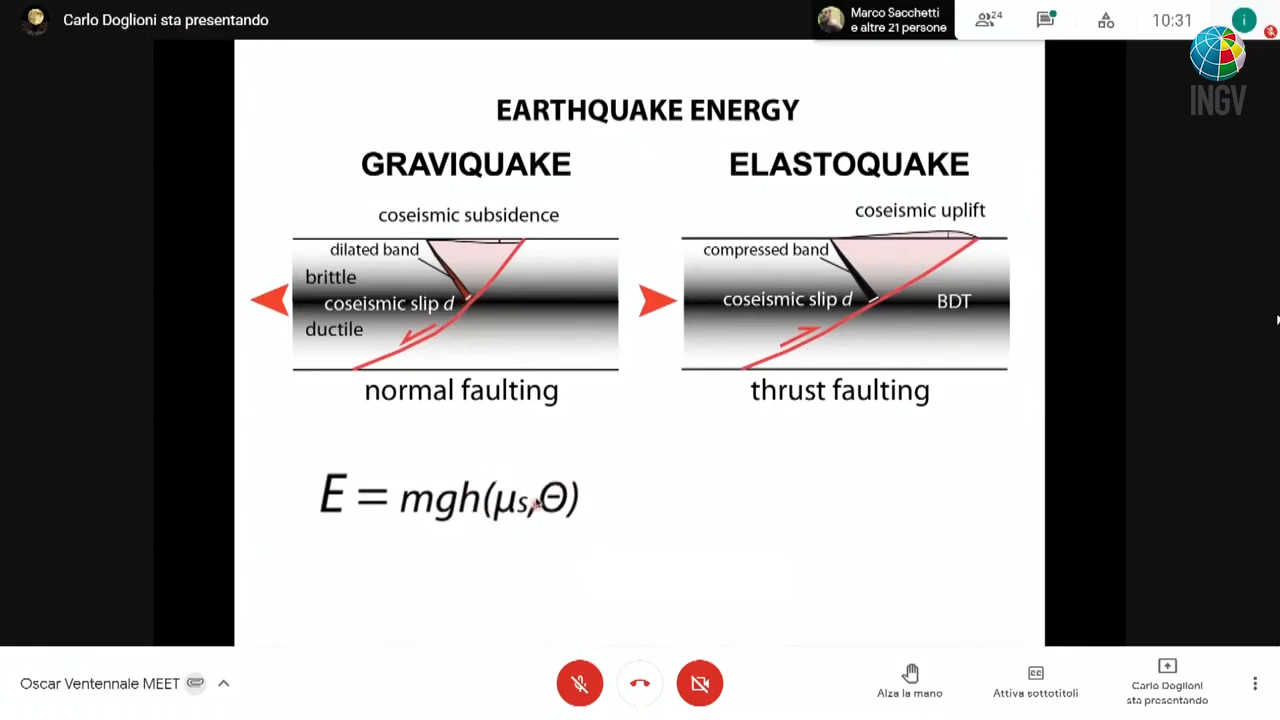 Carlo Doglioni sta presentando
Marco Sacchetti
e altre 21 persone
24
10:31
i
INGV
EARTHQUAKE ENERGY
GRAVIQUAKE
ELASTOQUAKE
coseismic subsidence
coseismic uplift
dilated band
compressed band
brittle
coseismic slip d
coseismic slip d
BDT
ductile
normal faulting
thrust faulting
E = mgh(μs,Θ)
Oscar Ventennale MEET
Alza la mano
Attiva sottotitoli
Carlo Doglioni
sta presentando